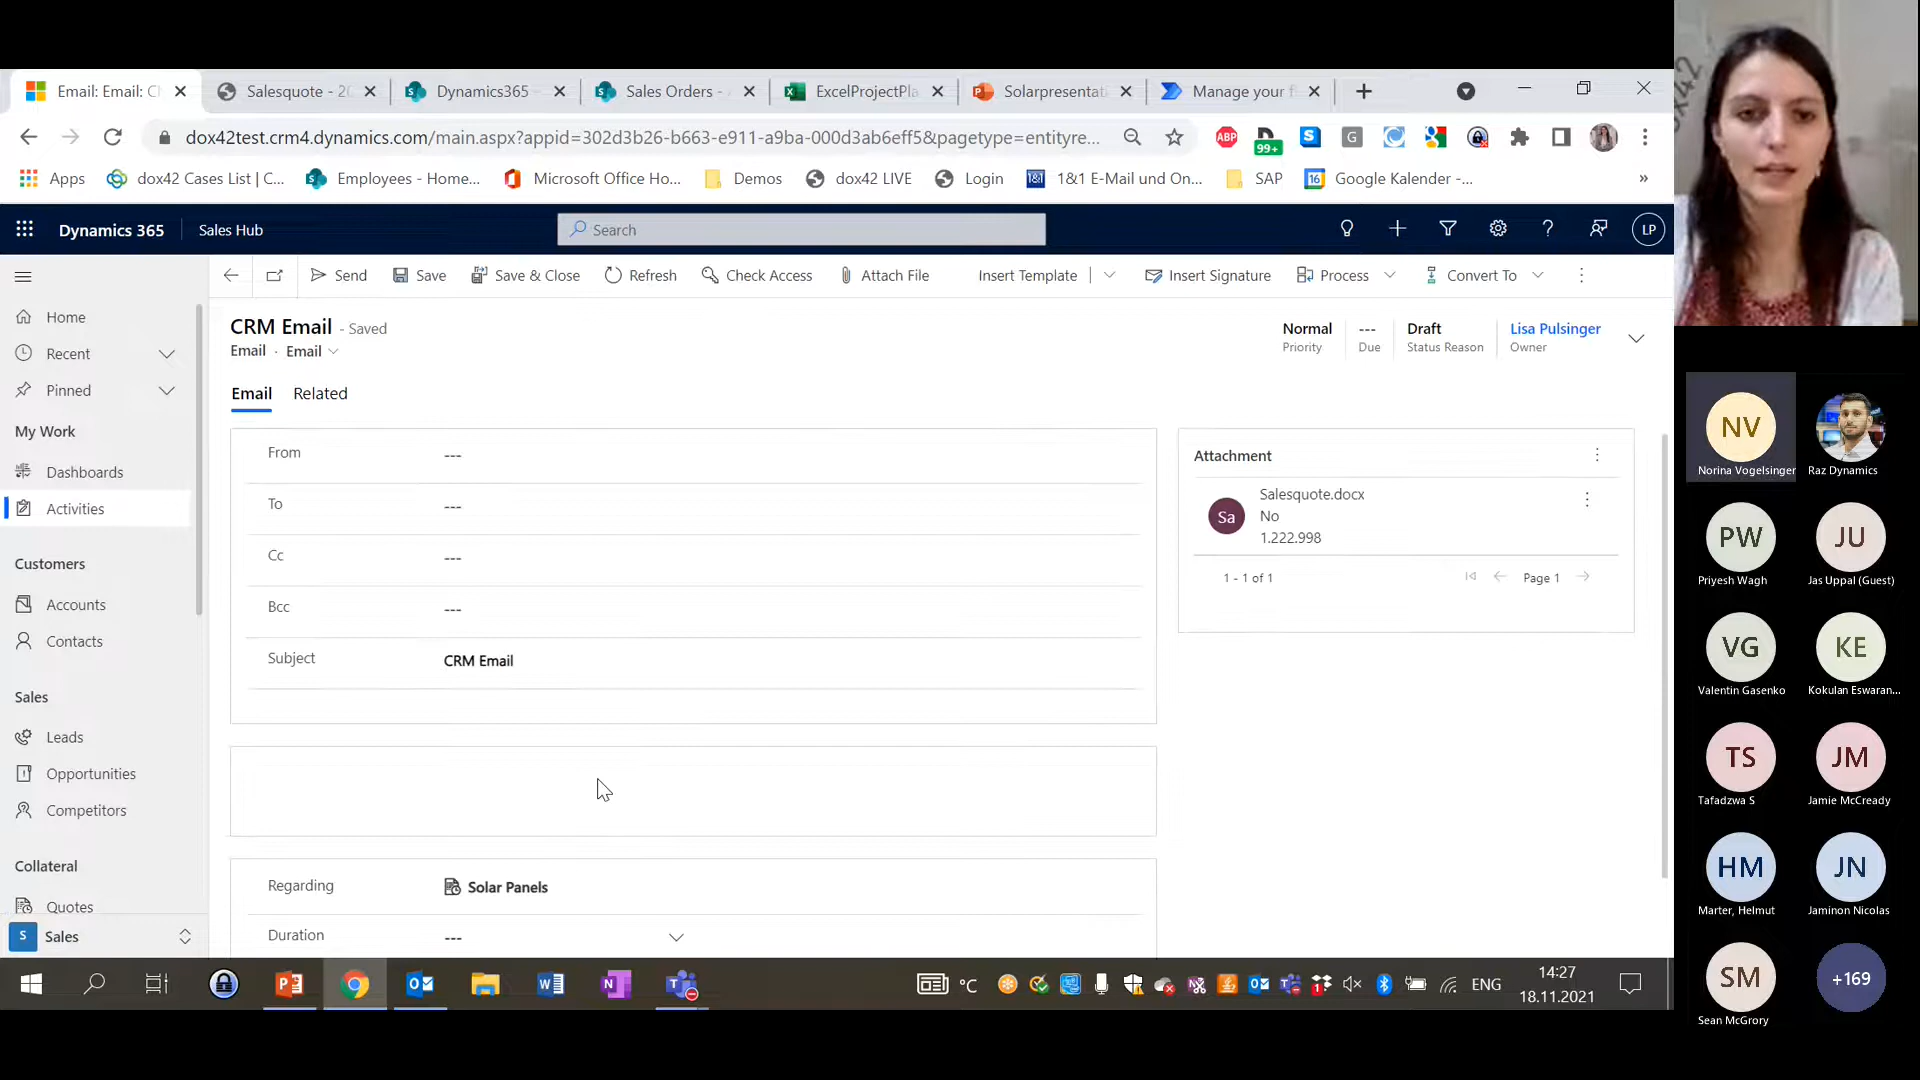 Email: Email: C
Salesquote - 20
Dynamics365
Sales Orders -
ExcelProjectPla
Solarpresentati
Manage your f
dox42test.crm4.dynamics.com/main.aspx?appid=302d3b26-b663-e911-a9ba-000d3ab6eff5&pagetype=entityre...
ABP
99+
S
G
Apps
dox42 Cases List | C...
Employees - Home...
Microsoft Office Ho...
Demos
dox42 LIVE
Login
1&1 E-Mail und On...
SAP
16
Google Kalender -...
»
Dynamics 365
Sales Hub
Search
LP
Send
Save
Save & Close
Refresh
Check Access
Attach File
Insert Template
Insert Signature
Process
Convert To
Home
Recent
Pinned
My Work
Dashboards
Activities
Customers
Accounts
Contacts
Sales
Leads
Opportunities
Competitors
Collateral
Quotes
S Sales
CRM Email - Saved
Email · Email
Normal
Priority
---
Due
Draft
Status Reason
Lisa Pulsinger
Owner
Email Related
From ---
To ---
Cc ---
Bcc ---
Subject CRM Email
Regarding Solar Panels
Duration ---
Attachment
Sa
Salesquote.docx
No
1.222.998
1 - 1 of 1
Page 1
°C
ENG
14:27
18.11.2021
dox42
NV
Norina Vogelsinger
Raz Dynamics
PW
Priyesh Wagh
JU
Jas Uppal (Guest)
VG
Valentin Gasenko
KE
Kokulan Eswaran...
TS
Tafadzwa S
JM
Jamie McCready
HM
Marter, Helmut
JN
Jaminon Nicolas
SM
Sean McGrory
+169